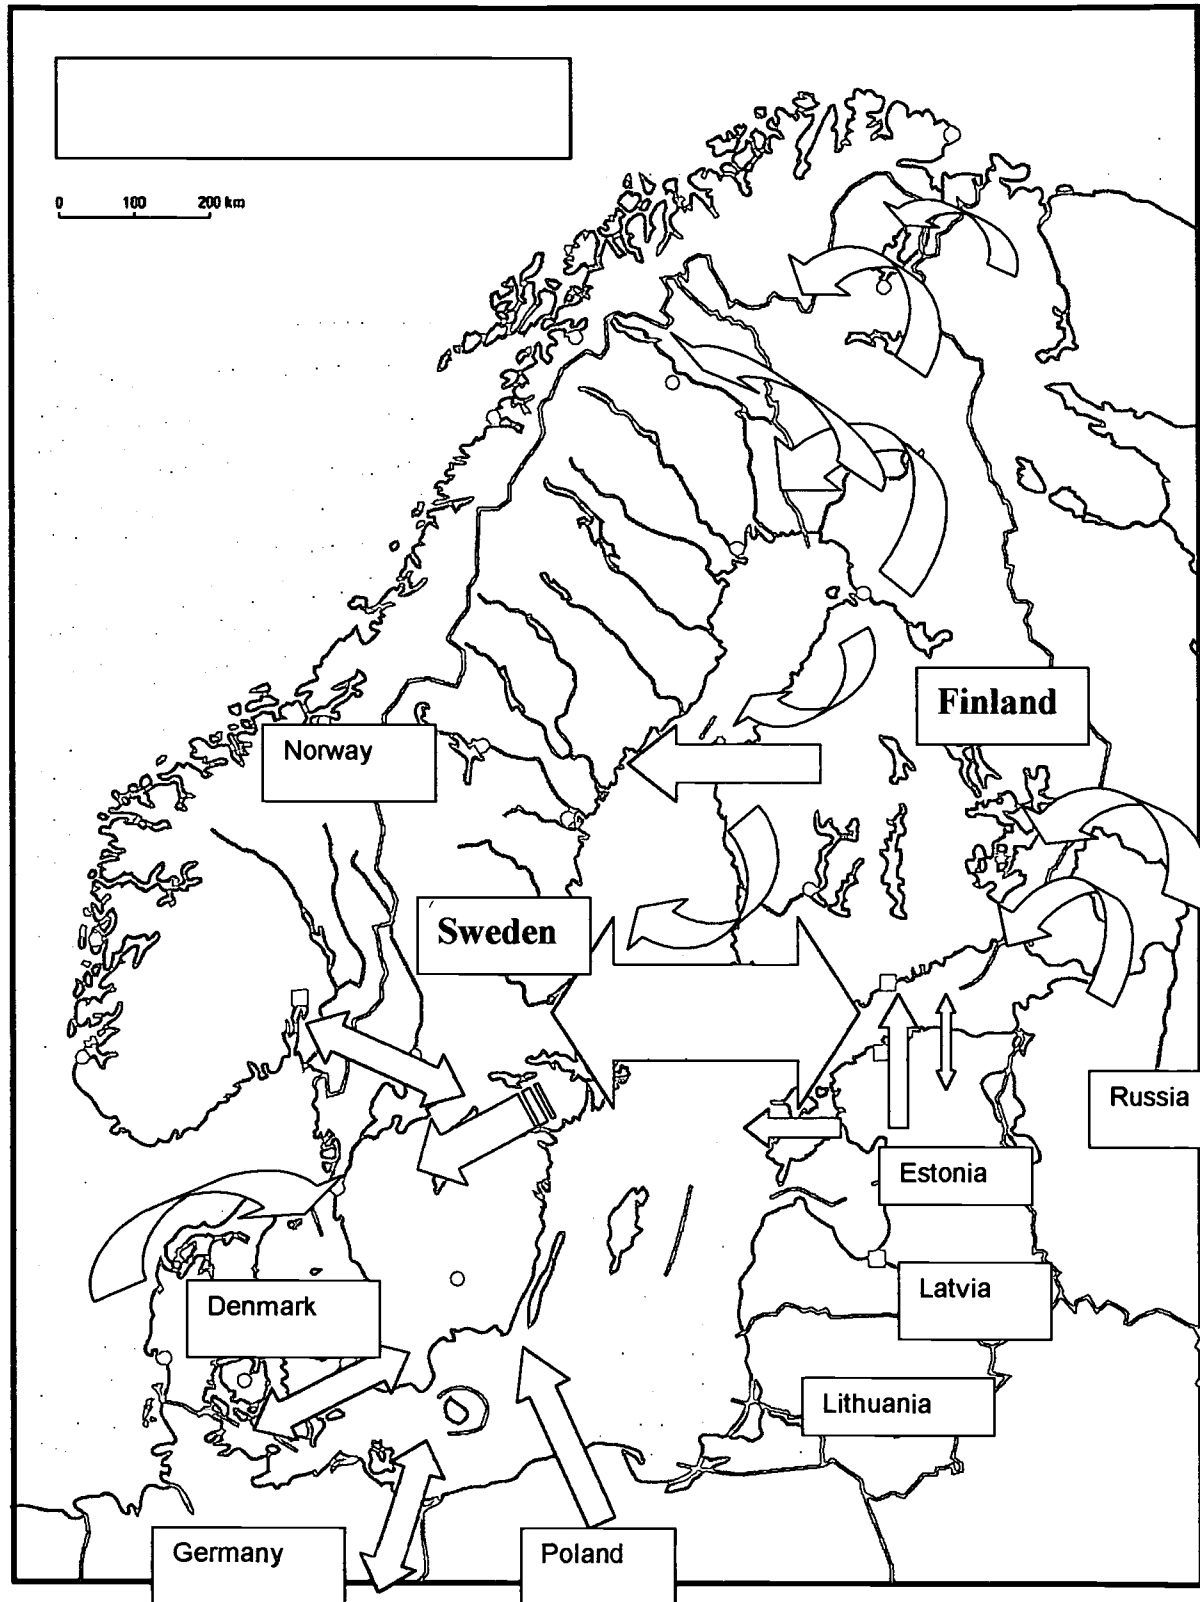 0 100 200 km
Finland
Norway
Sweden
Russia
Estonia
Latvia
Denmark
Lithuania
Germany
Poland